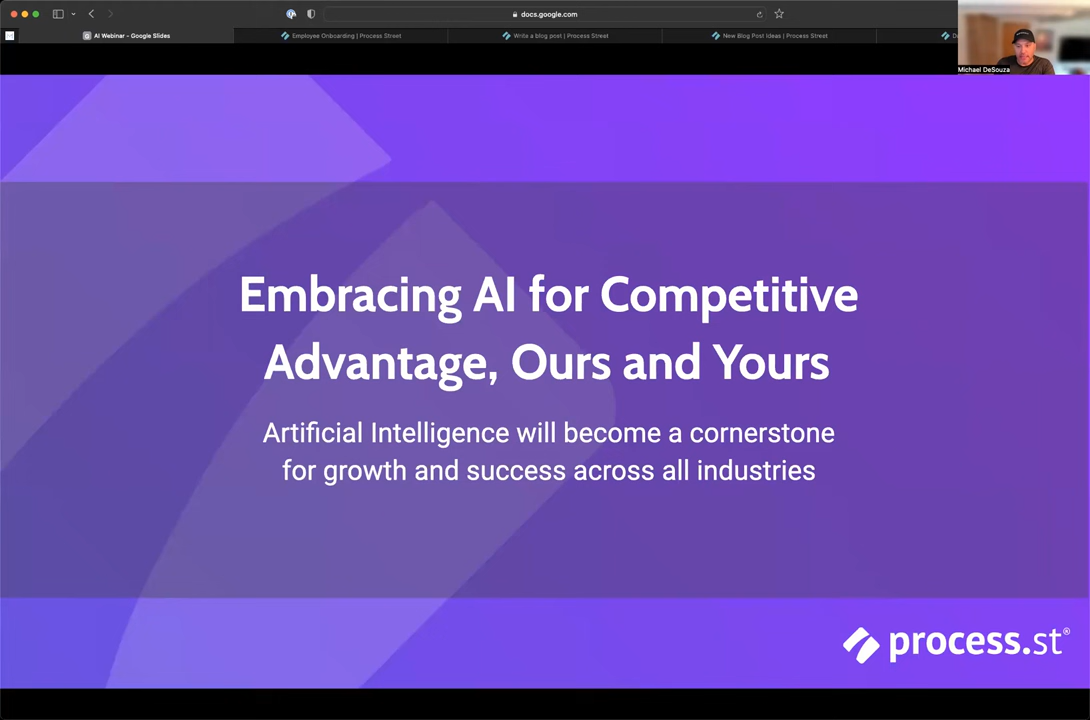 docs.google.com
AI Webinar - Google Slides
Employee Onboarding | Process Street
Write a blog post | Process Street
New Blog Post Ideas | Process Street
Michael DeSouza
Embracing AI for Competitive
Advantage, Ours and Yours
Artificial Intelligence will become a cornerstone
for growth and success across all industries
process.st®